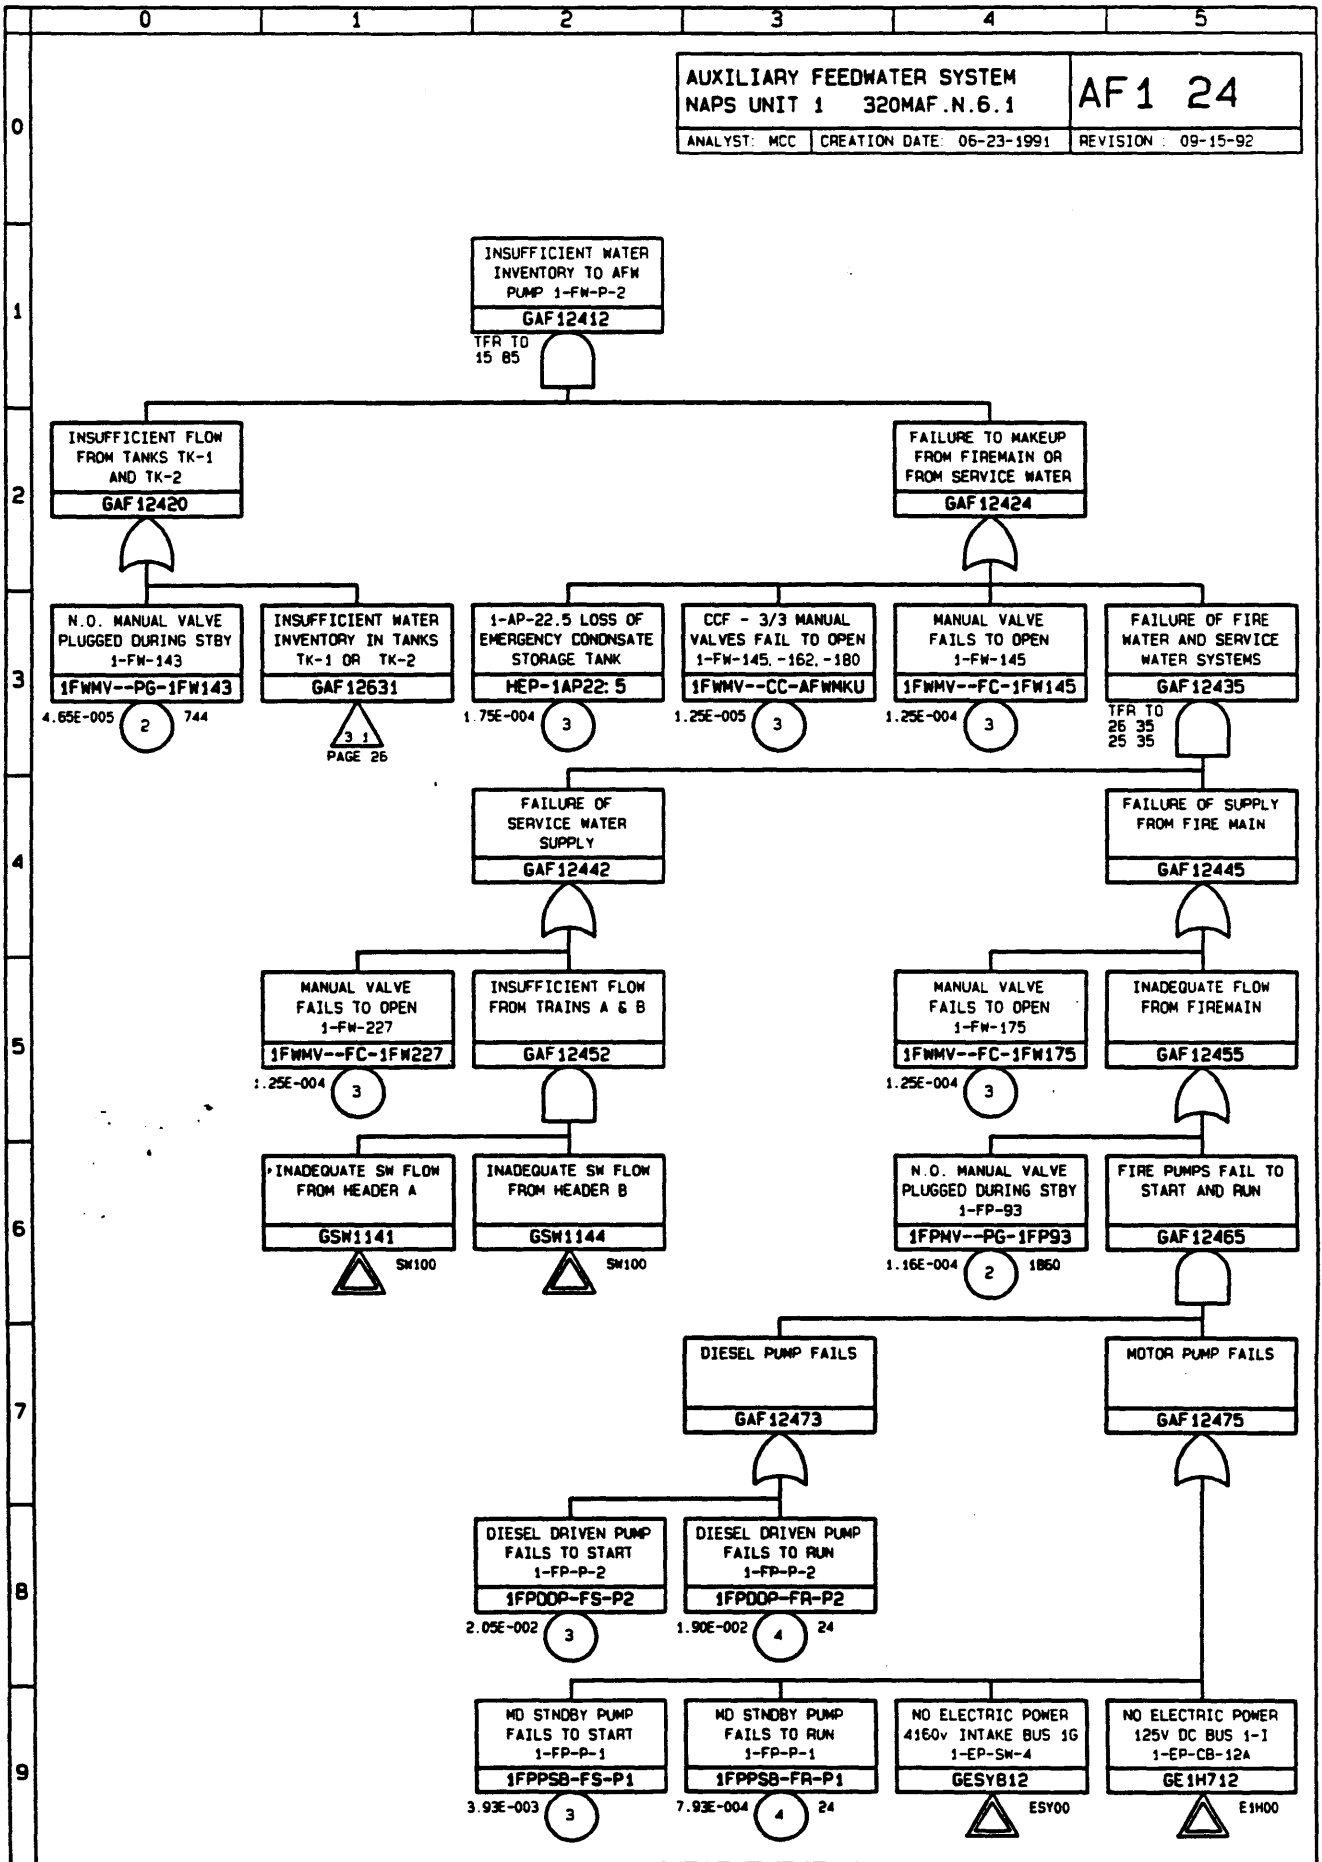 0 1 2 3 4 5
AUXILIARY FEEDWATER SYSTEM
NAPS UNIT 1 320MAF.N.6.1
AF1 24
ANALYST: MCC
CREATION DATE: 06-23-1991
REVISION : 09-15-92
0
INSUFFICIENT WATER
INVENTORY TO AFW
PUMP 1-FW-P-2
GAF12412
TFR TO
15 85
1
INSUFFICIENT FLOW
FROM TANKS TK-1
AND TK-2
GAF12420
FAILURE TO MAKEUP
FROM FIREMAIN OR
FROM SERVICE WATER
GAF12424
2
N.O. MANUAL VALVE
PLUGGED DURING STBY
1-FW-143
1FWMV--PG-1FW143
4.65E-005
2
744
INSUFFICIENT WATER
INVENTORY IN TANKS
TK-1 OR TK-2
GAF12631
3 1
PAGE 26
1-AP-22.5 LOSS OF
EMERGENCY CONDNSATE
STORAGE TANK
HEP-1AP22:5
1.75E-004
3
CCF - 3/3 MANUAL
VALVES FAIL TO OPEN
1-FW-145,-162,-180
1FWMV--CC-AFWMKU
1.25E-005
3
MANUAL VALVE
FAILS TO OPEN
1-FW-145
1FWMV--FC-1FW145
1.25E-004
3
FAILURE OF FIRE
WATER AND SERVICE
WATER SYSTEMS
GAF12435
TFR TO
26 35
25 35
3
FAILURE OF
SERVICE WATER
SUPPLY
GAF12442
FAILURE OF SUPPLY
FROM FIRE MAIN
GAF12445
4
MANUAL VALVE
FAILS TO OPEN
1-FW-227
1FWMV--FC-1FW227
1.25E-004
3
INSUFFICIENT FLOW
FROM TRAINS A & B
GAF12452
MANUAL VALVE
FAILS TO OPEN
1-FW-175
1FWMV--FC-1FW175
1.25E-004
3
INADEQUATE FLOW
FROM FIREMAIN
GAF12455
5
INADEQUATE SW FLOW
FROM HEADER A
GSW1141
SW100
INADEQUATE SW FLOW
FROM HEADER B
GSW1144
SW100
N.O. MANUAL VALVE
PLUGGED DURING STBY
1-FP-93
1FPMV--PG-1FP93
1.16E-004
2
1860
FIRE PUMPS FAIL TO
START AND RUN
GAF12465
6
DIESEL PUMP FAILS
GAF12473
MOTOR PUMP FAILS
GAF12475
7
DIESEL DRIVEN PUMP
FAILS TO START
1-FP-P-2
1FPDDP-FS-P2
2.05E-002
3
DIESEL DRIVEN PUMP
FAILS TO RUN
1-FP-P-2
1FPDDP-FR-P2
1.90E-002
4
24
8
MD STNDBY PUMP
FAILS TO START
1-FP-P-1
1FPPSB-FS-P1
3.93E-003
3
MD STNDBY PUMP
FAILS TO RUN
1-FP-P-1
1FPPSB-FR-P1
7.93E-004
4
24
NO ELECTRIC POWER
4160v INTAKE BUS 1G
1-EP-SW-4
GESYB12
ESY00
NO ELECTRIC POWER
125V DC BUS 1-I
1-EP-CB-12A
GE1H712
E1H00
9